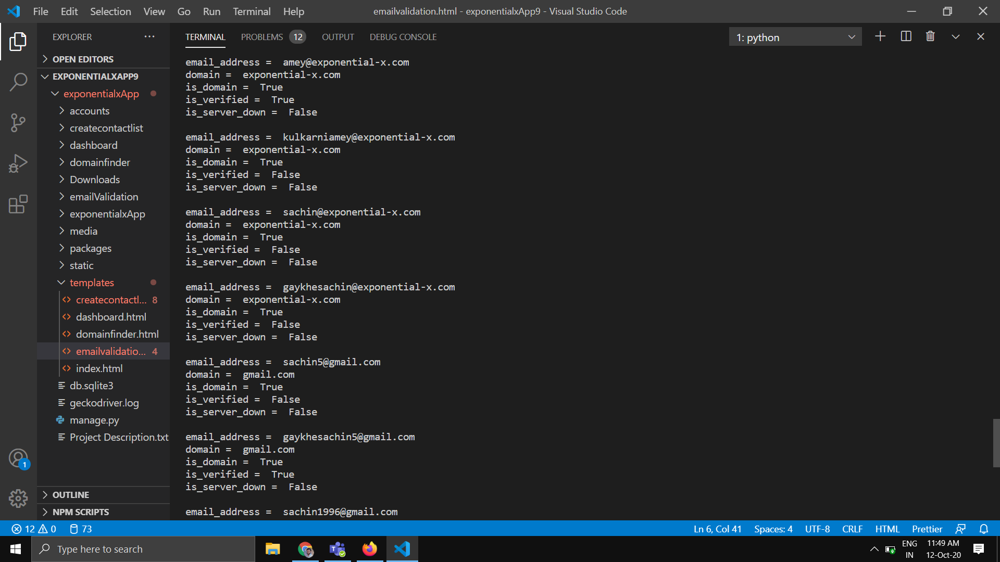 File Edit Selection View Go Run Terminal Help emailvalidation.html - exponentialxApp9 - Visual Studio Code
EXPLORER ···
OPEN EDITORS
EXPONENTIALXAPP9
exponentialxApp
accounts
createcontactlist
dashboard
domainfinder
Downloads
emailValidation
exponentialxApp
media
packages
static
templates
createcontactl... 8
dashboard.html
domainfinder.html
emailvalidatio... 4
index.html
db.sqlite3
geckodriver.log
manage.py
Project Description.txt
OUTLINE
NPM SCRIPTS
1
TERMINAL PROBLEMS 12 OUTPUT DEBUG CONSOLE 1: python
email_address = amey@exponential-x.com
domain = exponential-x.com
is_domain = True
is_verified = True
is_server_down = False
email_address = kulkarniamey@exponential-x.com
domain = exponential-x.com
is_domain = True
is_verified = False
is_server_down = False
email_address = sachin@exponential-x.com
domain = exponential-x.com
is_domain = True
is_verified = False
is_server_down = False
email_address = gaykhesachin@exponential-x.com
domain = exponential-x.com
is_domain = True
is_verified = False
is_server_down = False
email_address = sachin5@gmail.com
domain = gmail.com
is_domain = True
is_verified = False
is_server_down = False
email_address = gaykhesachin5@gmail.com
domain = gmail.com
is_domain = True
is_verified = True
is_server_down = False
email_address = sachin1996@gmail.com
12 0 73 Ln 6, Col 41 Spaces: 4 UTF-8 CRLF HTML Prettier
Type here to search
ENG
IN
11:49 AM
12-Oct-20